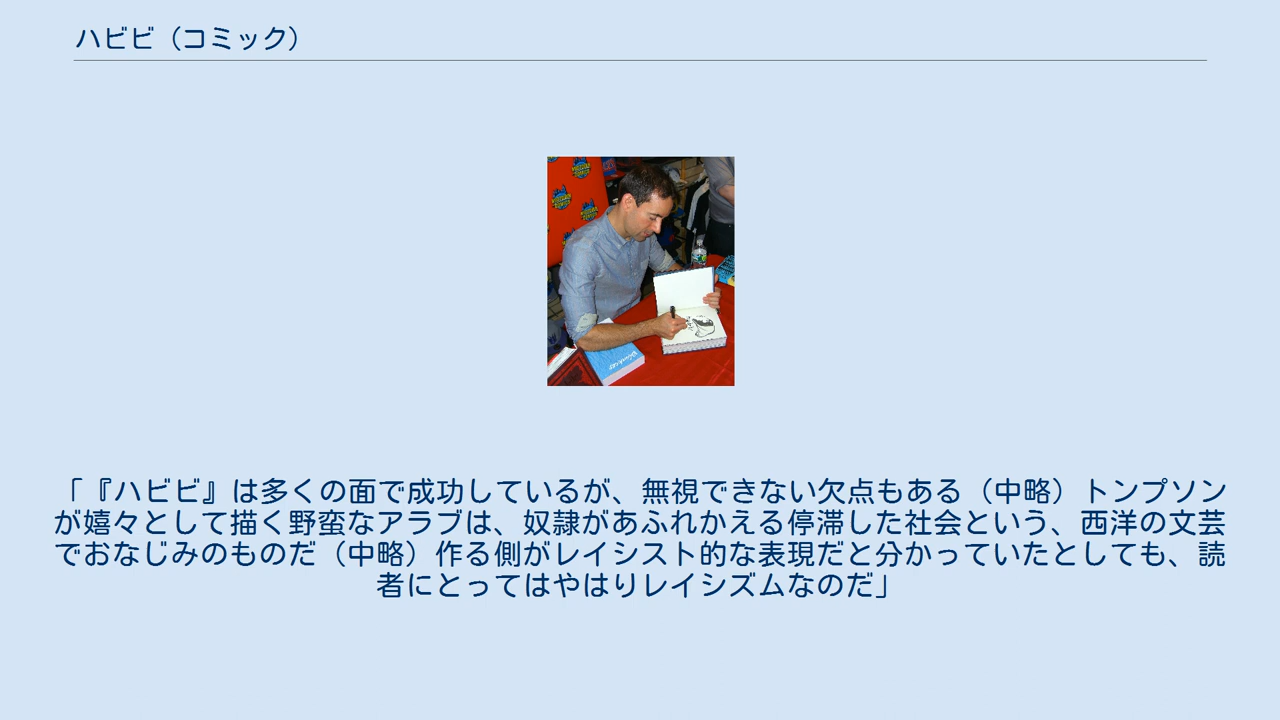 ハビビ（コミック）
「『ハビビ』は多くの面で成功しているが、無視できない欠点もある（中略）トンプソン
が嬉々として描く野蛮なアラブは、奴隷があふれかえる停滞した社会という、西洋の文芸
でおなじみのものだ（中略）作る側がレイシスト的な表現だと分かっていたとしても、読
者にとってはやはりレイシズムなのだ」